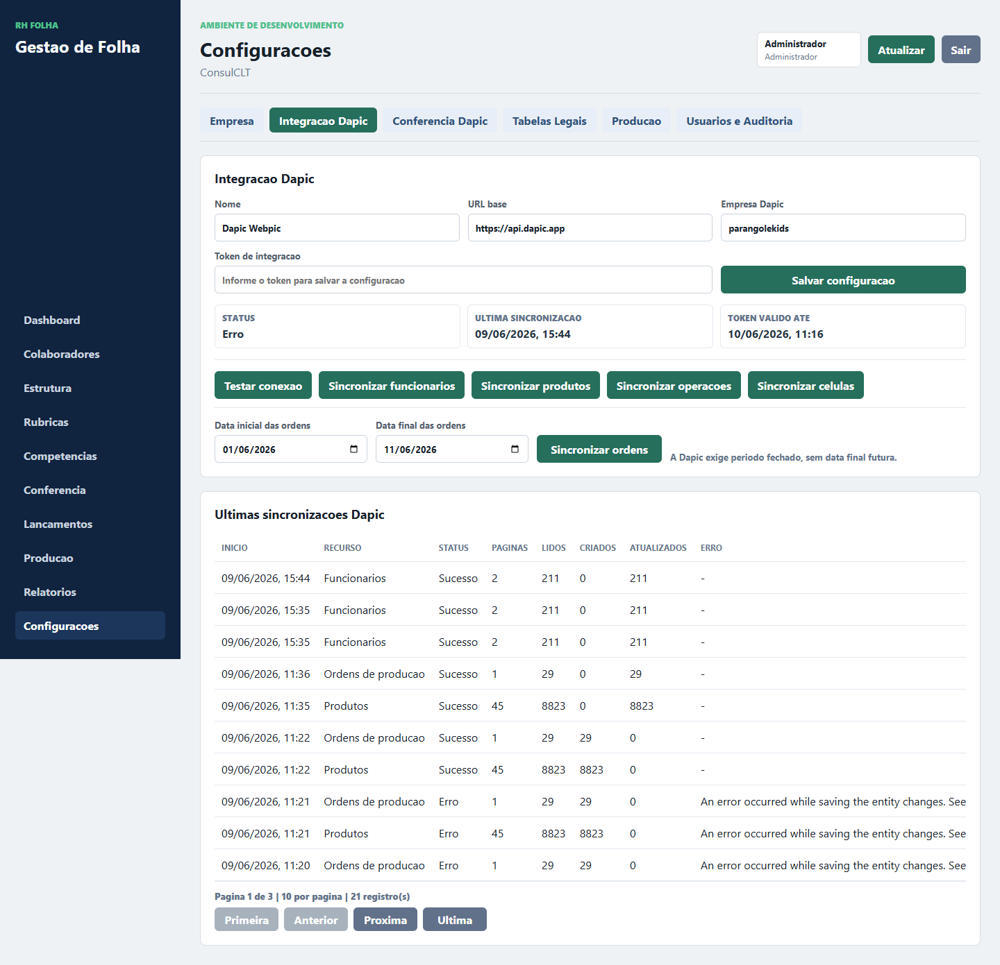 RH FOLHA
Gestao de Folha
Dashboard
Colaboradores
Estrutura
Rubricas
Competencias
Conferencia
Lancamentos
Producao
Relatorios
Configuracoes
AMBIENTE DE DESENVOLVIMENTO
Configuracoes
ConsulCLT
Administrador
Administrador
Atualizar
Sair
Empresa
Integracao Dapic
Conferencia Dapic
Tabelas Legais
Producao
Usuarios e Auditoria
Integracao Dapic
Nome
URL base
Empresa Dapic
Dapic Webpic
https://api.dapic.app
parangolekids
Token de integracao
Informe o token para salvar a configuracao
Salvar configuracao
STATUS
Erro
ULTIMA SINCRONIZACAO
09/06/2026, 15:44
TOKEN VALIDO ATE
10/06/2026, 11:16
Testar conexao
Sincronizar funcionarios
Sincronizar produtos
Sincronizar operacoes
Sincronizar celulas
Data inicial das ordens
Data final das ordens
01/06/2026
11/06/2026
Sincronizar ordens
A Dapic exige periodo fechado, sem data final futura.
Ultimas sincronizacoes Dapic
INICIO RECURSO STATUS PAGINAS LIDOS CRIADOS ATUALIZADOS ERRO
09/06/2026, 15:44 Funcionarios Sucesso 2 211 0 211 -
09/06/2026, 15:35 Funcionarios Sucesso 2 211 0 211 -
09/06/2026, 15:35 Funcionarios Sucesso 2 211 0 211 -
09/06/2026, 11:36 Ordens de producao Sucesso 1 29 0 29 -
09/06/2026, 11:35 Produtos Sucesso 45 8823 0 8823 -
09/06/2026, 11:22 Ordens de producao Sucesso 1 29 29 0 -
09/06/2026, 11:22 Produtos Sucesso 45 8823 8823 0 -
09/06/2026, 11:21 Ordens de producao Erro 1 29 29 0 An error occurred while saving the entity changes. See
09/06/2026, 11:21 Produtos Erro 45 8823 8823 0 An error occurred while saving the entity changes. See
09/06/2026, 11:20 Ordens de producao Erro 1 29 29 0 An error occurred while saving the entity changes. See
Pagina 1 de 3 | 10 por pagina | 21 registro(s)
Primeira
Anterior
Proxima
Ultima